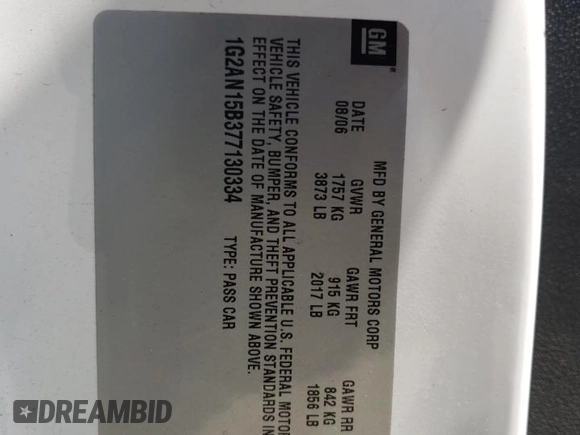 GM®
MFD BY GENERAL MOTORS CORP
DATE GVWR GAWR FRT GAWR RR
08/06 1757 KG 915 KG 842 KG
3873 LB 2017 LB 1856 LB
THIS VEHICLE CONFORMS TO ALL APPLICABLE U.S. FEDERAL MOTOR
VEHICLE SAFETY, BUMPER, AND THEFT PREVENTION STANDARDS IN
EFFECT ON THE DATE OF MANUFACTURE SHOWN ABOVE.
1G2AN15B377130334 TYPE: PASS CAR
DREAMBID